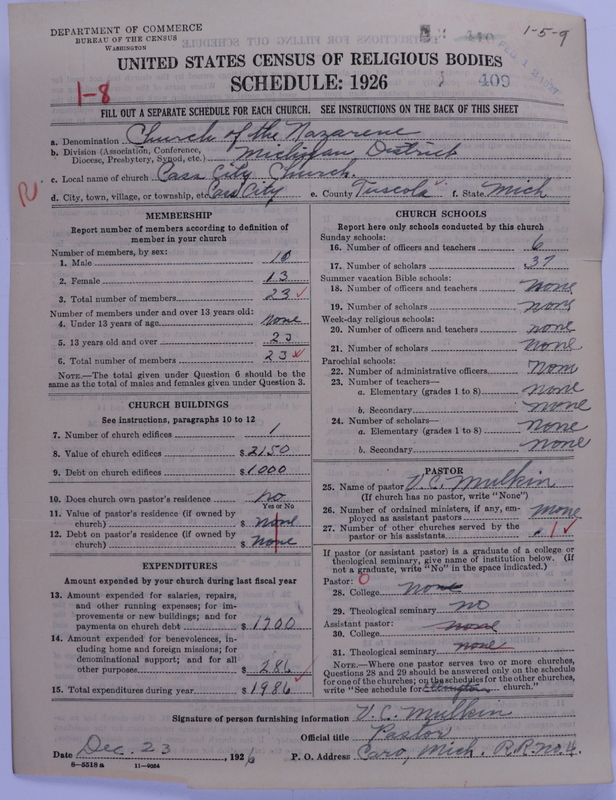 DEPARTMENT OF COMMERCE
BUREAU OF THE CENSUS
WASHINGTON
1-5-9
409
UNITED STATES CENSUS OF RELIGIOUS BODIES
SCHEDULE: 1926
1-8
FILL OUT A SEPARATE SCHEDULE FOR EACH CHURCH. SEE INSTRUCTIONS ON THE BACK OF THIS SHEET
a. Denomination Church of the Nazarene
b. Division (Association, Conference, Diocese, Presbytery, Synod, etc.) Michigan District
c. Local name of church Cass City Church.
d. City, town, village, or township, etc. Cass City e. County Tuscola f. State Mich
MEMBERSHIP
Report number of members according to definition of member in your church
Number of members, by sex:
1. Male 10
2. Female 13
3. Total number of members 23
Number of members under and over 13 years old:
4. Under 13 years of age none
5. 13 years old and over 23
6. Total number of members 23
NOTE.—The total given under Question 6 should be the same as the total of males and females given under Question 3.
CHURCH BUILDINGS
See instructions, paragraphs 10 to 12
7. Number of church edifices 1
8. Value of church edifices $2150
9. Debt on church edifices $1000
10. Does church own pastor's residence no
Yes or No
11. Value of pastor's residence (if owned by church) $ none
12. Debt on pastor's residence (if owned by church) $ none
EXPENDITURES
Amount expended by your church during last fiscal year
13. Amount expended for salaries, repairs, and other running expenses; for improvements or new buildings; and for payments on church debt $1700
14. Amount expended for benevolences, including home and foreign missions; for denominational support; and for all other purposes $286
15. Total expenditures during year $1986
CHURCH SCHOOLS
Report here only schools conducted by this church
Sunday schools:
16. Number of officers and teachers 6
17. Number of scholars 37
Summer vacation Bible schools:
18. Number of officers and teachers none
19. Number of scholars none
Week-day religious schools:
20. Number of officers and teachers none
21. Number of scholars none
Parochial schools:
22. Number of administrative officers none
23. Number of teachers—
a. Elementary (grades 1 to 8) none
b. Secondary none
24. Number of scholars—
a. Elementary (grades 1 to 8) none
b. Secondary none
PASTOR
25. Name of pastor V. C. Mulkin
(If church has no pastor, write "None")
26. Number of ordained ministers, if any, employed as assistant pastors none
27. Number of other churches served by the pastor or his assistants 1
If pastor (or assistant pastor) is a graduate of a college or theological seminary, give name of institution below. (If not a graduate, write "No" in the space indicated.)
Pastor: 0
28. College none
29. Theological seminary no
Assistant pastor:
30. College none
31. Theological seminary none
NOTE.—Where one pastor serves two or more churches, Questions 28 and 29 should be answered only on the schedule for one of the churches; on the schedules for the other churches, write "See schedule for church."
Signature of person furnishing information V. C. Mulkin
Official title Pastor
Date Dec. 23, 1926 P. O. Address Caro, Mich. R.R. no. 4.
8-5318a 11-9084